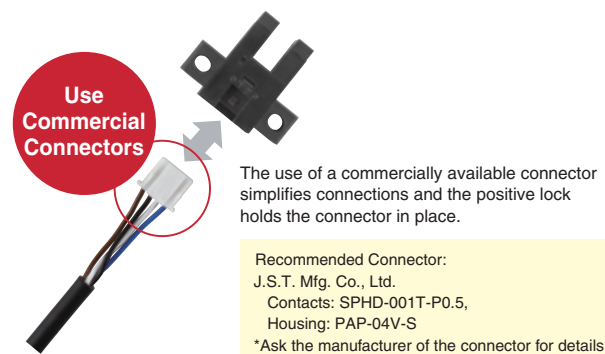 Use
Commercial
Connectors
The use of a commercially available connector
simplifies connections and the positive lock
holds the connector in place.
Recommended Connector:
J.S.T. Mfg. Co., Ltd.
Contacts: SPHD-001T-P0.5,
Housing: PAP-04V-S
*Ask the manufacturer of the connector for details